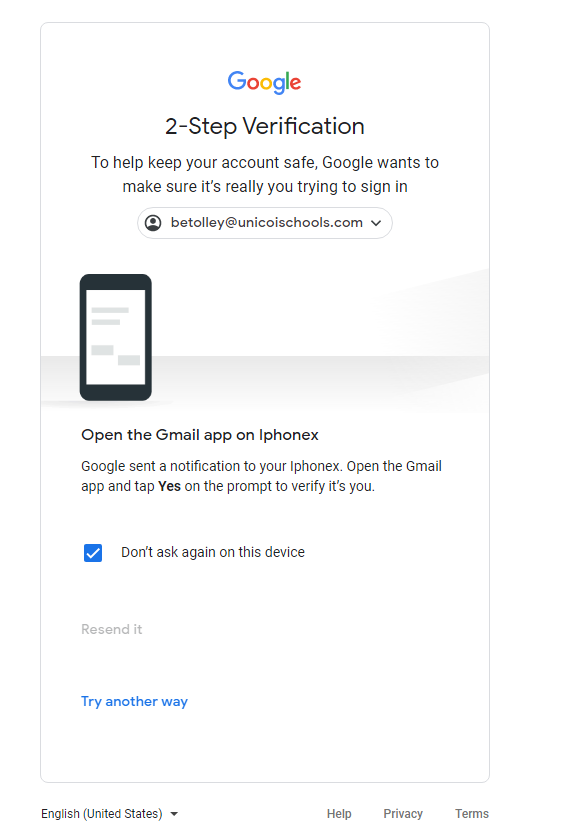 Google
2-Step Verification
To help keep your account safe, Google wants to
make sure it’s really you trying to sign in
betolley@unicoischools.com
Open the Gmail app on Iphonex
Google sent a notification to your Iphonex. Open the Gmail
app and tap Yes on the prompt to verify it’s you.
Don’t ask again on this device
Resend it
Try another way
English (United States) Help Privacy Terms